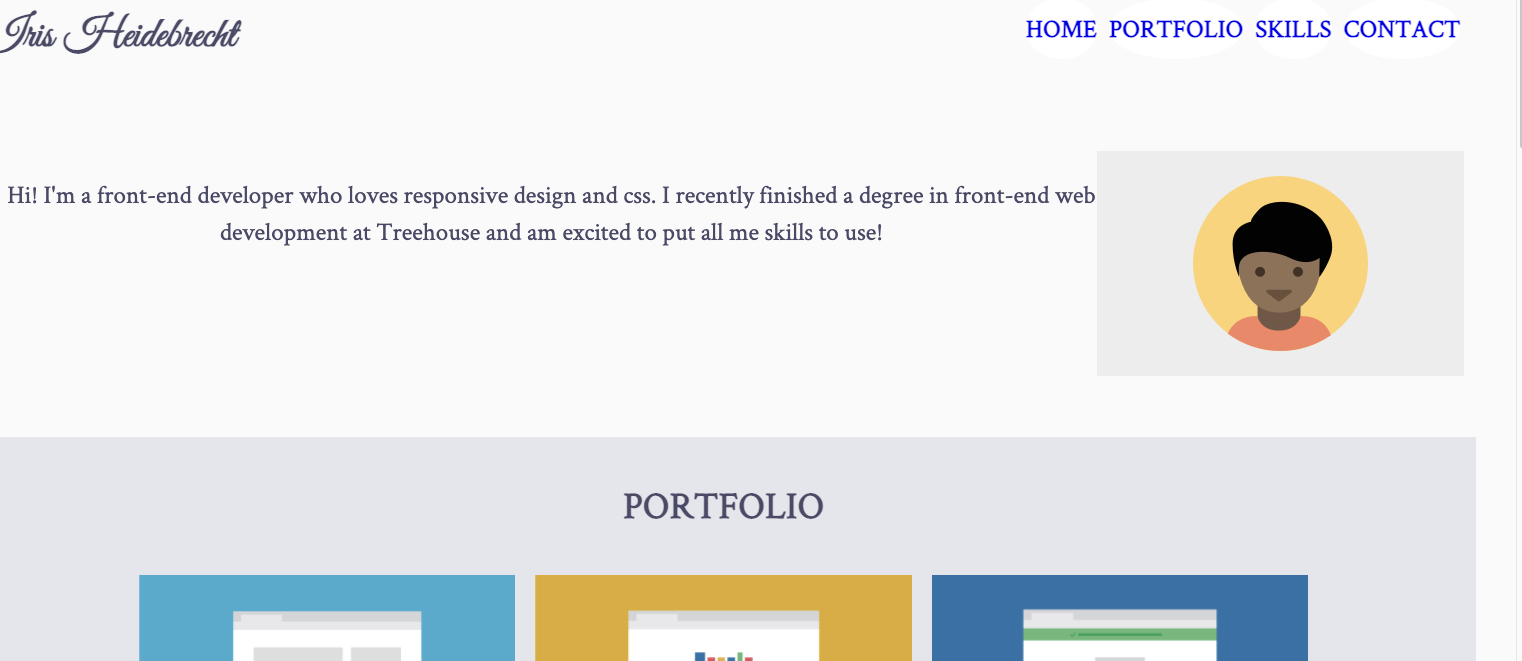 Iris Heidebrecht
HOME PORTFOLIO SKILLS CONTACT
Hi! I'm a front-end developer who loves responsive design and css. I recently finished a degree in front-end web
development at Treehouse and am excited to put all me skills to use!
PORTFOLIO